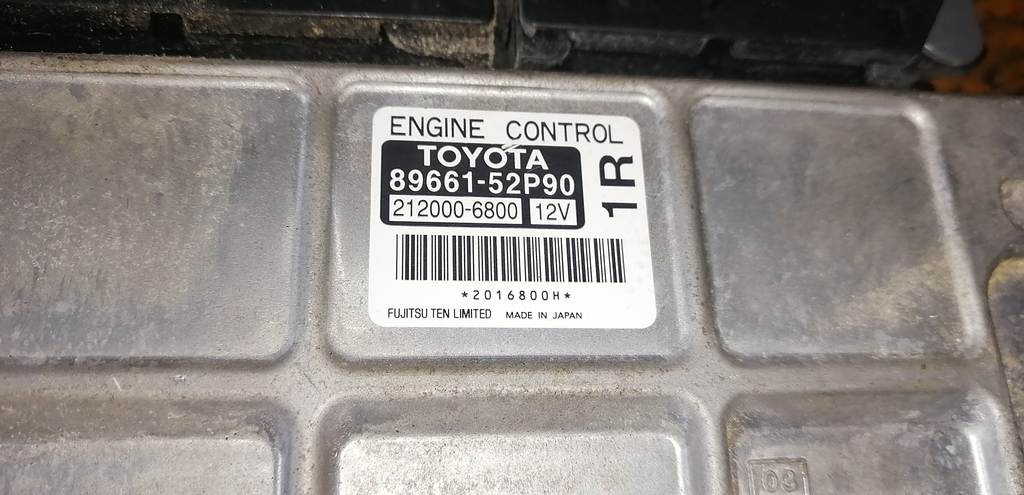 ENGINE CONTROL
TOYOTA
89661-52P90
212000-6800 12V
1R
*2016800H*
FUJITSU TEN LIMITED MADE IN JAPAN
03